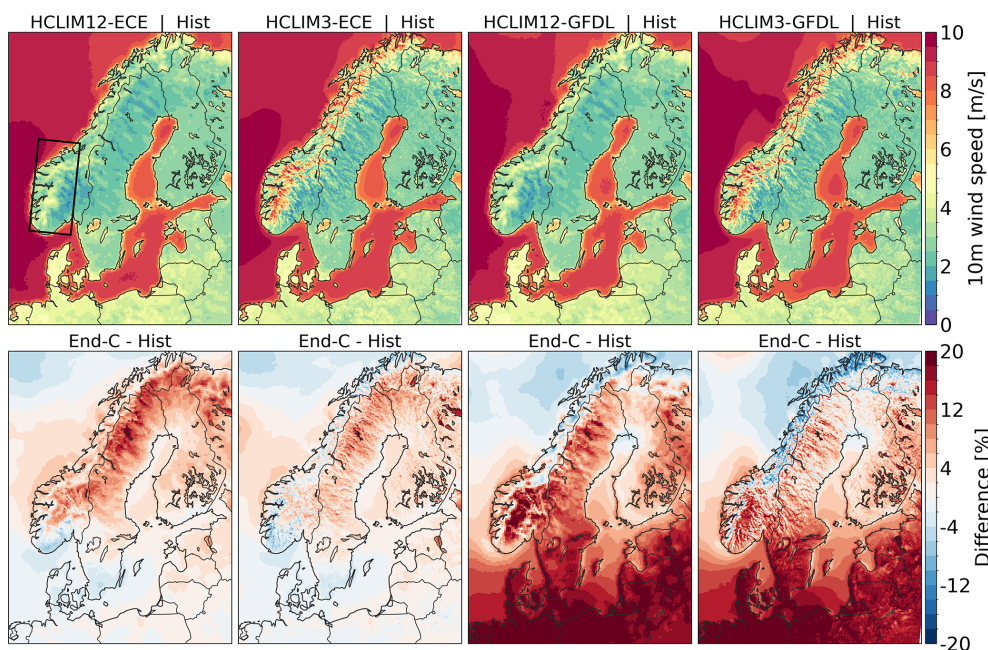 HCLIM12-ECE | Hist
HCLIM3-ECE | Hist
HCLIM12-GFDL | Hist
HCLIM3-GFDL | Hist
10
8
6
4
2
0
10m wind speed [m/s]
End-C - Hist
End-C - Hist
End-C - Hist
End-C - Hist
20
12
4
-4
-12
-20
Difference [%]